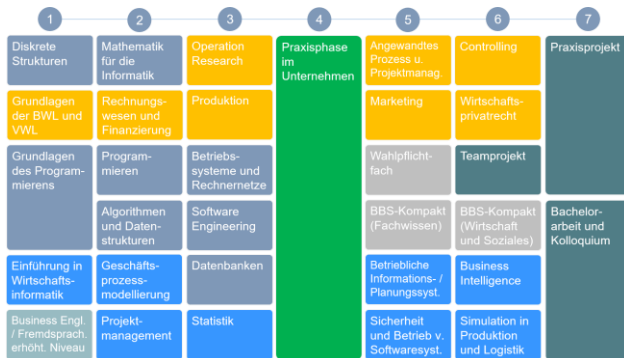 1
2
3
4
5
6
7
Diskrete
Strukturen
Mathematik
für die
Informatik
Operation
Research
Praxisphase
im
Unternehmen
Angewandtes
Prozess u.
Projektmanag.
Controlling
Praxisprojekt
Grundlagen
der BWL und
VWL
Rechnungs-
wesen und
Finanzierung
Produktion
Marketing
Wirtschafts-
privatrecht
Grundlagen
des Program-
mierens
Program-
mieren
Betriebs-
systeme und
Rechnernetze
Wahlpflicht-
fach
Teamprojekt
Algorithmen
und Daten-
strukturen
Software
Engineering
BBS-Kompakt
(Fachwissen)
BBS-Kompakt
(Wirtschaft
und Soziales)
Bachelor-
arbeit und
Kolloquium
Einführung in
Wirtschafts-
informatik
Geschäfts-
prozess-
modellierung
Datenbanken
Betriebliche
Informations- /
Planungssyst.
Business
Intelligence
Business Engl.
/ Fremdsprach.
erhöht. Niveau
Projekt-
management
Statistik
Sicherheit
und Betrieb v.
Softwaresyst.
Simulation in
Produktion
und Logistik